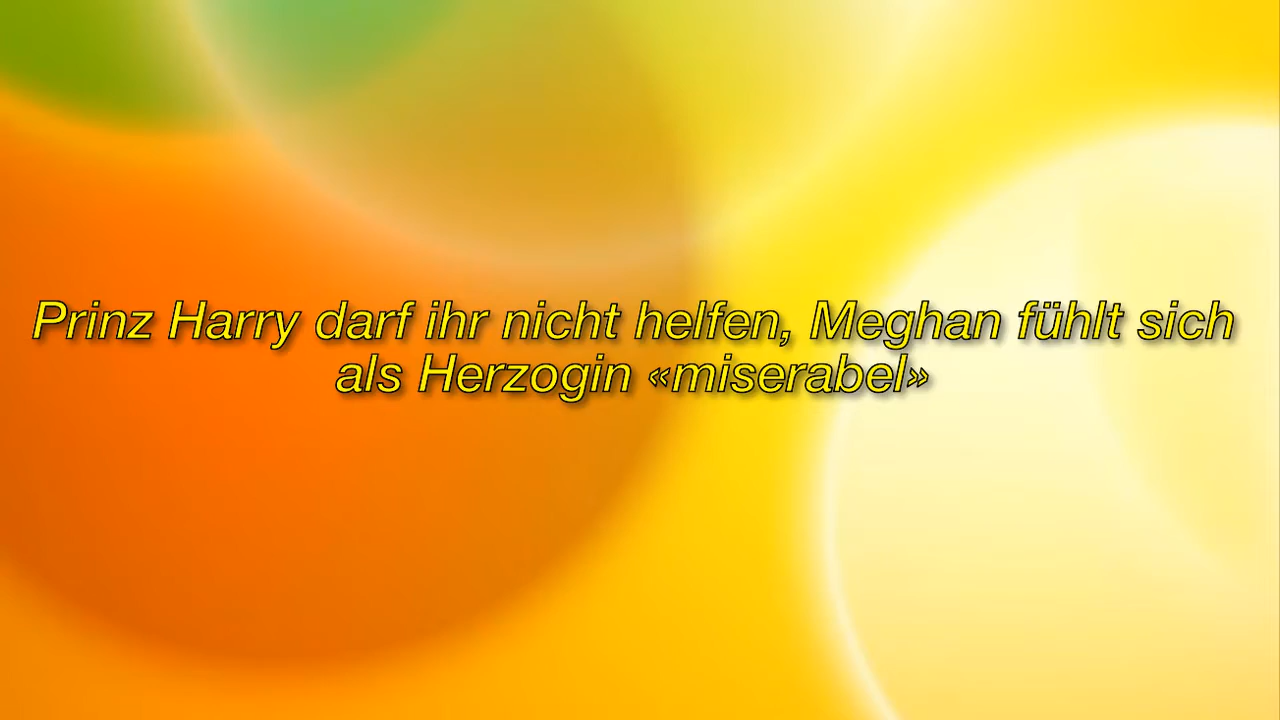 Prinz Harry darf ihr nicht helfen, Meghan fühlt sich
als Herzogin «miserabel»